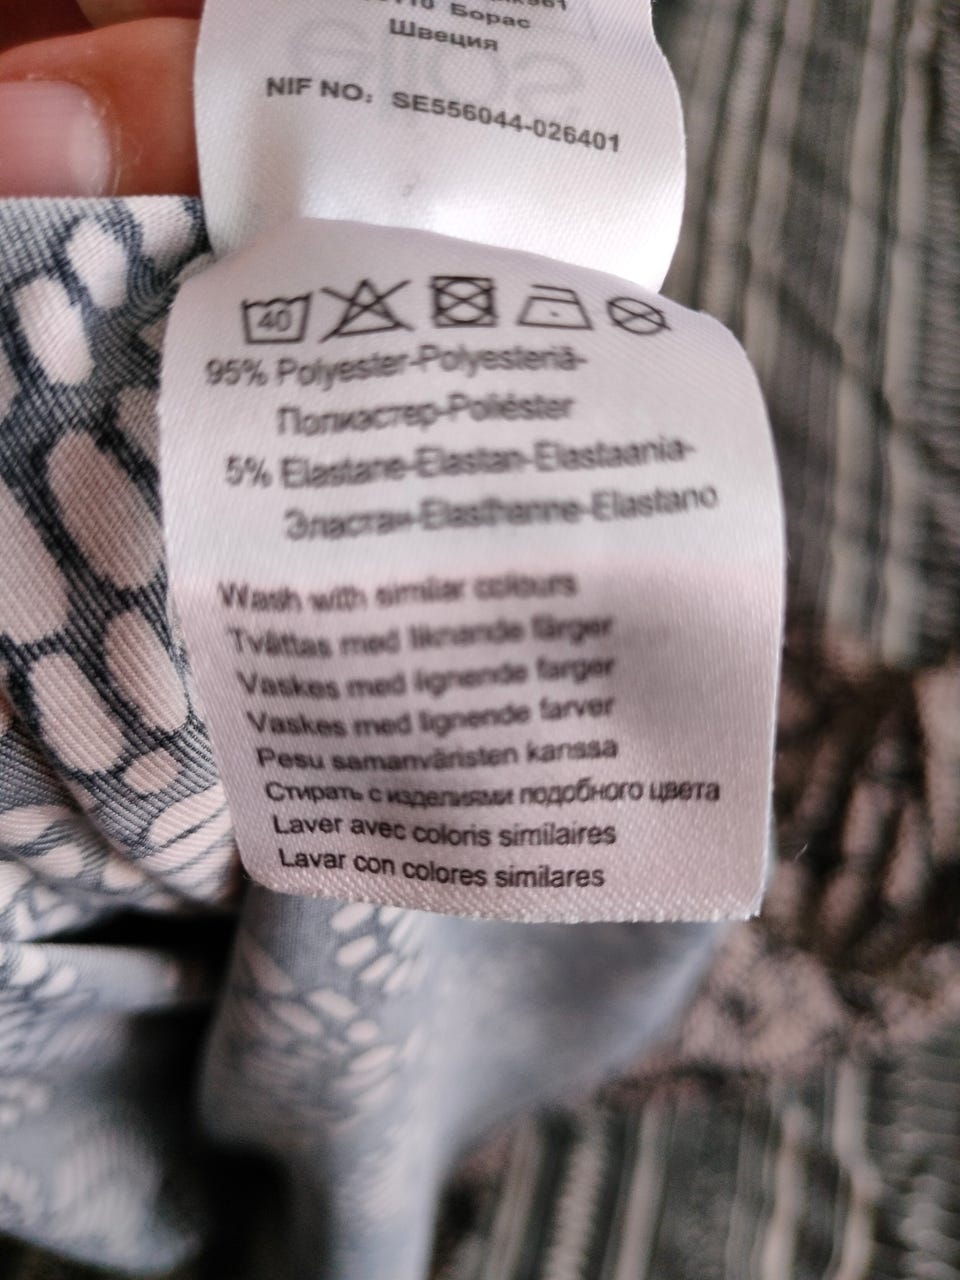 Борас
Швеция
NIF NO: SE556044-026401
40
95% Polyester-Polyesteriä-
Полиэстер-Poliéster
5% Elastane-Elastan-Elastaania-
Эластан-Elasthanne-Elastano
Wash with similar colours
Tvättas med liknande färger
Vaskes med lignende farger
Vaskes med lignende farver
Pesu samanväristen kanssa
Стирать с изделиями подобного цвета
Laver avec coloris similaires
Lavar con colores similares